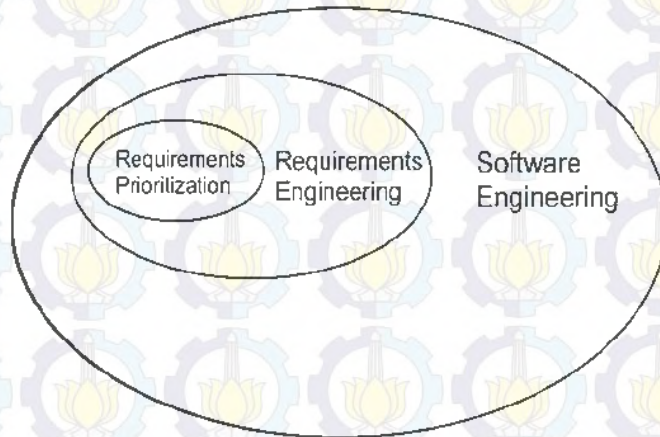 Requirements
Priorilization
Requirements
Engineering
Software
Engineering